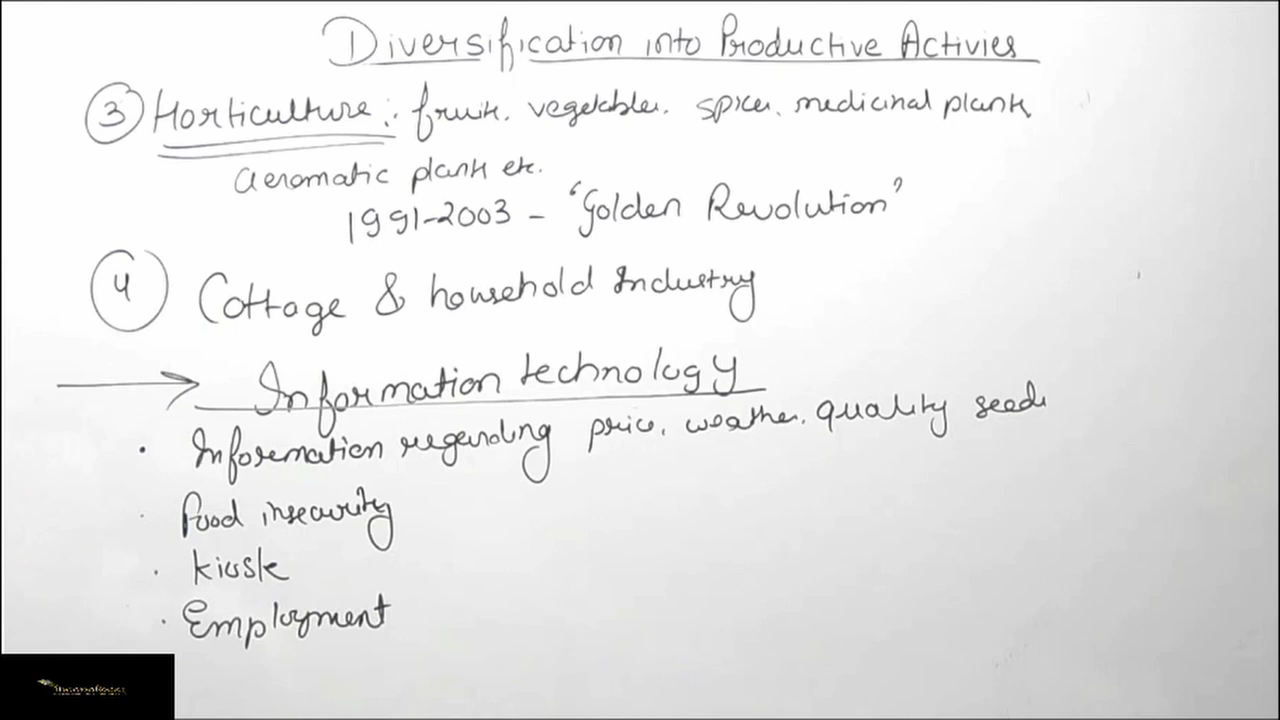 Diversification into Productive Activies
③ Horticulture : fruits, vegetables, spices, medicinal plants,
aeromatic plants etc.
1991-2003 - 'Golden Revolution'
④ Cottage & household Industry
→ Information technology
• Information regarding price, weather, quality seeds
• Food insecurity
• Kiosk
• Employment